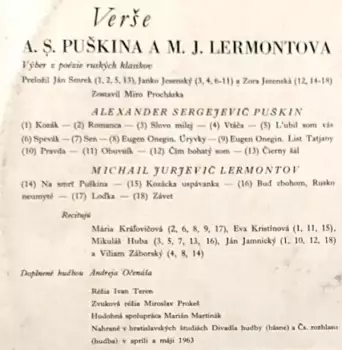 Verše
A. Ș. PUŠKINA A M. J. LERMONTOVA
Výber z poézie ruských klasikov
Preložil Ján Smrek (1, 2, 5, 13), Janko Jesenský (3, 4, 6-11) a Zora Jesenská (12, 14-18)
Zostavil Miro Procházka
ALEXANDER SERGEJEVIČ PUŠKIN
(1) Kozák — (2) Romanca — (3) Slovo milej — (4) Vtáča — (5) L'úbil som vás
(6) Spevák — (7) Sen — (8) Eugen Onegin. Úryvky — (9) Eugen Onegin. List Tatjany
(10) Pravda — (11) Obuvník — (12) Čím bohatý som — (13) Čierny šál
MICHAIL JURJEVIČ LERMONTOV
(14) Na smrť Puškina — (15) Kozácka uspávanka — (16) Buď zbohom, Rusko
neumyté — (17) Loďka — (18) Závet
Recitujú
Mária Kráľovičová (2, 6, 8, 9, 17), Eva Kristínová (1, 11, 15),
Mikuláš Huba (3, 5, 7, 13, 16), Ján Jamnický (1, 10, 12, 18)
a Viliam Záborský (4, 8, 14)
Doplnené hudbou Andreja Očenáša
Réžia Ivan Teren
Zvuková réžia Miroslav Prokeš
Hudobná spolupráca Marián Martinák
Nahrané v bratislavských štúdiách Divadla hudby (básne) a Čs. rozhlasu
(hudba) v apríli a máji 1963